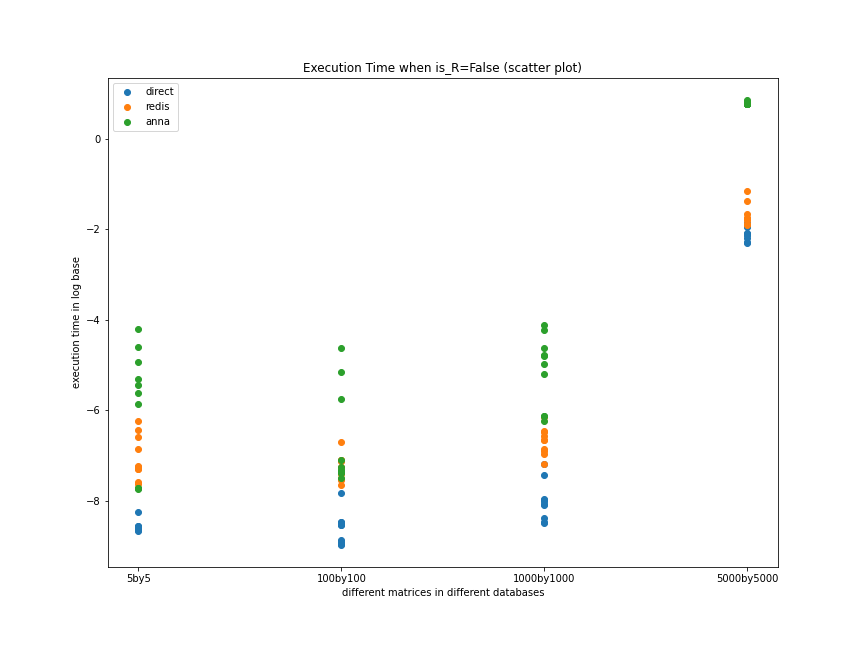 Execution Time when is_R=False (scatter plot)
direct
redis
anna
execution time in log base
0
−2
−4
−6
−8
5by5
100by100
1000by1000
5000by5000
different matrices in different databases